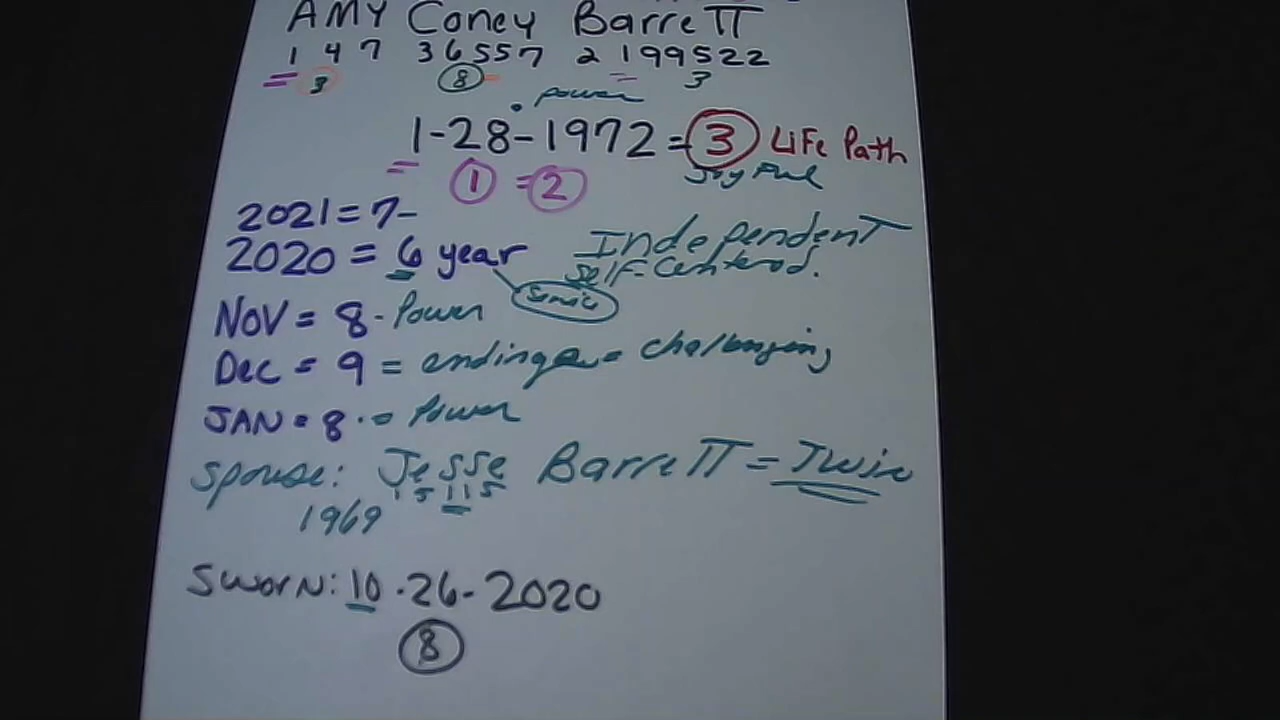 AMY Coney Barrett
1 4 7 3 6 5 5 7 2 1 9 9 5 2 2
3 8 3
power
1-28-1972 = 3 Life Path
1 = 2 Joyful
2021 = 7-
2020 = 6 year Independent
Self-Centered.
Service
Nov = 8 - Power
Dec = 9 = endings = challenging
JAN = 8 = Power
Spouse: Jesse Barrett = Twin
1 5 1 1 5
1969
Sworn: 10.26-2020
8